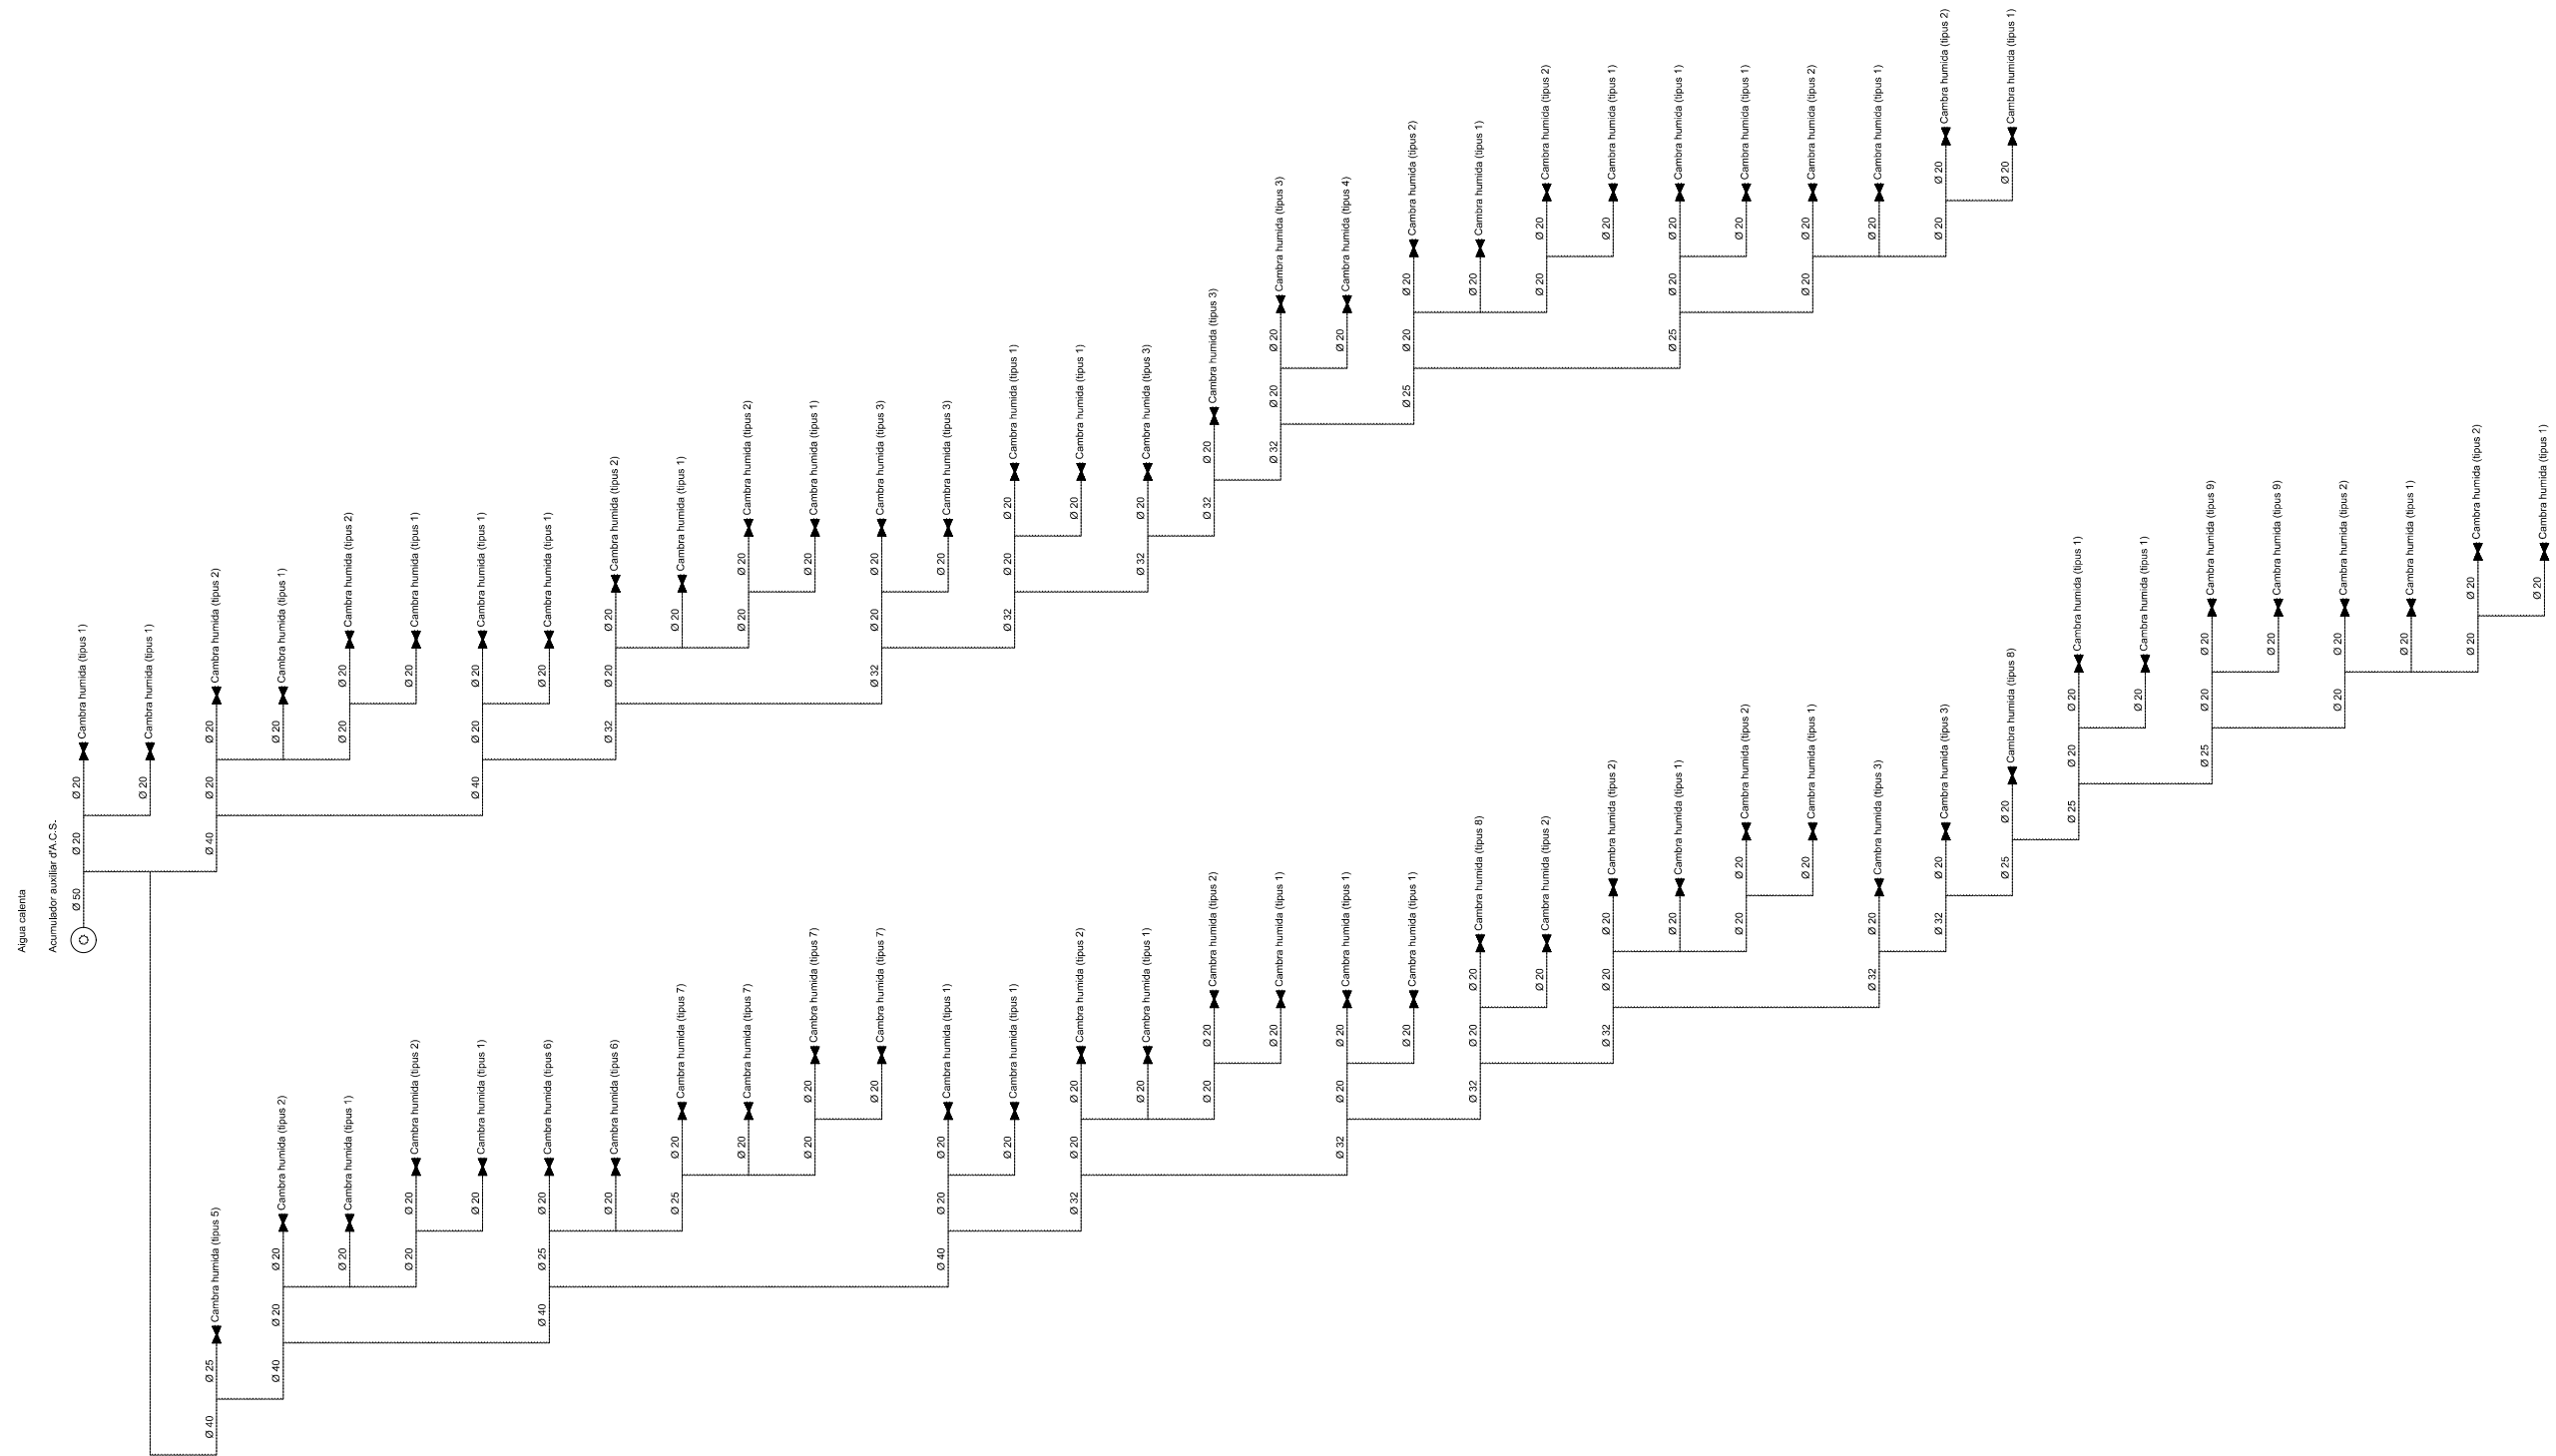 Aigua calenta
Acumulador auxiliar d'A.C.S.
Ø 50
Ø 20
Ø 20
Cambra humida (tipus 1)
Ø 20
Cambra humida (tipus 1)
Ø 40
Ø 20
Ø 20
Cambra humida (tipus 2)
Ø 20
Cambra humida (tipus 1)
Ø 20
Ø 20
Cambra humida (tipus 2)
Ø 20
Cambra humida (tipus 1)
Ø 40
Ø 20
Ø 20
Cambra humida (tipus 1)
Ø 20
Cambra humida (tipus 1)
Ø 32
Ø 20
Ø 20
Cambra humida (tipus 2)
Ø 20
Cambra humida (tipus 1)
Ø 20
Ø 20
Cambra humida (tipus 2)
Ø 20
Cambra humida (tipus 1)
Ø 32
Ø 20
Ø 20
Cambra humida (tipus 3)
Ø 20
Cambra humida (tipus 3)
Ø 32
Ø 20
Ø 20
Cambra humida (tipus 1)
Ø 20
Cambra humida (tipus 1)
Ø 32
Ø 20
Cambra humida (tipus 3)
Ø 32
Ø 20
Cambra humida (tipus 3)
Ø 32
Ø 20
Ø 20
Cambra humida (tipus 3)
Ø 20
Cambra humida (tipus 4)
Ø 25
Ø 20
Ø 20
Cambra humida (tipus 2)
Ø 20
Cambra humida (tipus 1)
Ø 20
Ø 20
Cambra humida (tipus 2)
Ø 20
Cambra humida (tipus 1)
Ø 25
Ø 20
Ø 20
Cambra humida (tipus 1)
Ø 20
Cambra humida (tipus 1)
Ø 20
Ø 20
Cambra humida (tipus 2)
Ø 20
Cambra humida (tipus 1)
Ø 20
Ø 20
Cambra humida (tipus 2)
Ø 20
Cambra humida (tipus 1)
Ø 40
Ø 25
Cambra humida (tipus 5)
Ø 40
Ø 20
Ø 20
Cambra humida (tipus 2)
Ø 20
Cambra humida (tipus 1)
Ø 20
Ø 20
Cambra humida (tipus 2)
Ø 20
Cambra humida (tipus 1)
Ø 40
Ø 25
Ø 20
Cambra humida (tipus 6)
Ø 20
Cambra humida (tipus 6)
Ø 25
Ø 20
Cambra humida (tipus 7)
Ø 20
Cambra humida (tipus 7)
Ø 20
Ø 20
Cambra humida (tipus 7)
Ø 20
Cambra humida (tipus 7)
Ø 40
Ø 20
Ø 20
Cambra humida (tipus 1)
Ø 20
Cambra humida (tipus 1)
Ø 32
Ø 20
Ø 20
Cambra humida (tipus 2)
Ø 20
Cambra humida (tipus 1)
Ø 20
Ø 20
Cambra humida (tipus 2)
Ø 20
Cambra humida (tipus 1)
Ø 32
Ø 20
Ø 20
Cambra humida (tipus 1)
Ø 20
Cambra humida (tipus 1)
Ø 32
Ø 20
Ø 20
Cambra humida (tipus 8)
Ø 20
Cambra humida (tipus 2)
Ø 32
Ø 20
Ø 20
Cambra humida (tipus 2)
Ø 20
Cambra humida (tipus 1)
Ø 20
Ø 20
Cambra humida (tipus 2)
Ø 20
Cambra humida (tipus 1)
Ø 32
Ø 20
Cambra humida (tipus 3)
Ø 32
Ø 20
Cambra humida (tipus 3)
Ø 25
Ø 20
Cambra humida (tipus 8)
Ø 25
Ø 20
Ø 20
Cambra humida (tipus 1)
Ø 20
Cambra humida (tipus 1)
Ø 25
Ø 20
Ø 20
Cambra humida (tipus 9)
Ø 20
Cambra humida (tipus 9)
Ø 20
Ø 20
Cambra humida (tipus 2)
Ø 20
Cambra humida (tipus 1)
Ø 20
Ø 20
Cambra humida (tipus 2)
Ø 20
Cambra humida (tipus 1)